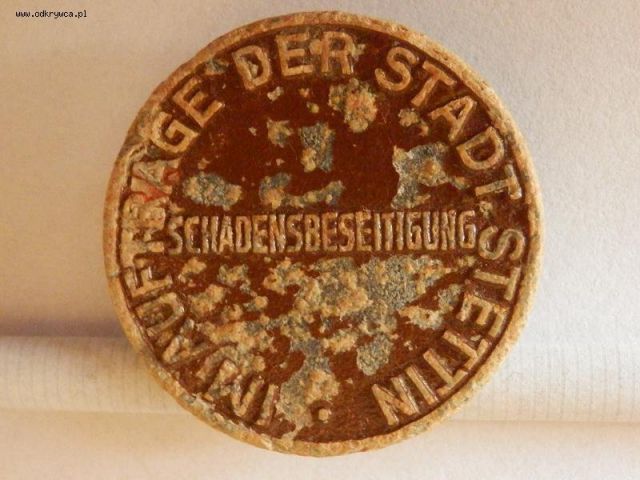 www.odkrywca.pl
IM AUFTRAGE DER STADT STETTIN
SCHADENSBESEITIGUNG